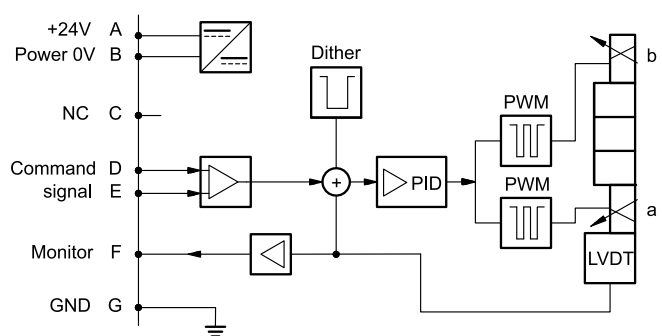 +24V A
Power 0V B
Dither
b
NC C
PWM
Command D
signal E
+
PID
PWM
a
Monitor F
LVDT
GND G